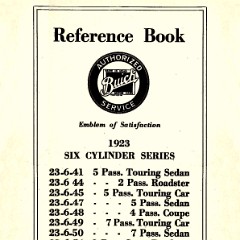 Reference Book
AUTHORIZED
Buick
SERVICE
Emblem of Satisfaction
1923
SIX CYLINDER SERIES
23-6-41 5 Pass. Touring Sedan
23-6 44 - - 2 Pass. Roadster
23-6-45 - 5 Pass. Touring Car
23-6-47 - - - 5 Pass. Sedan
23-6-48 - - - 4 Pass. Coupe
23-6-49 - 7 Pass. Touring Car
23-6-50 - - - 7 Pass. Sedan